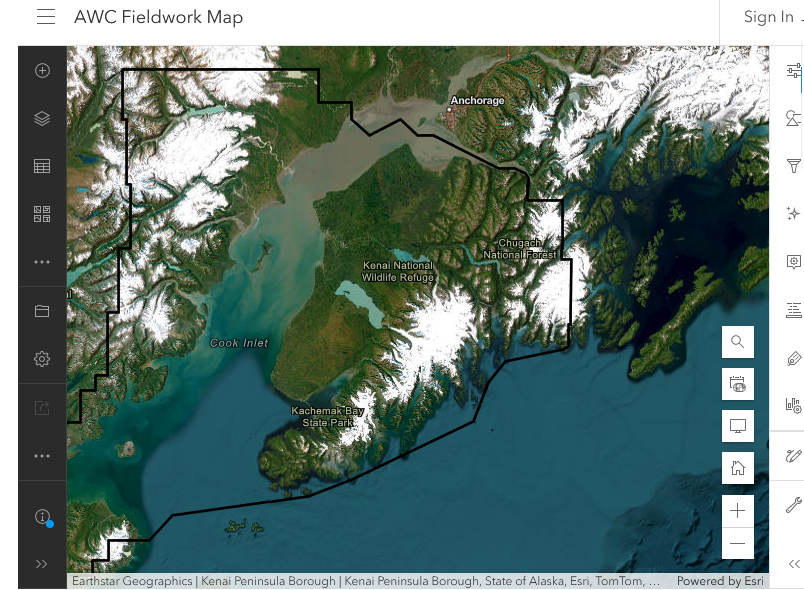 AWC Fieldwork Map
Sign In
Anchorage
Chugach
National Forest
Kenai National
Wildlife Refuge
Cook Inlet
Kachemak Bay
State Park
Earthstar Geographics | Kenai Peninsula Borough | Kenai Peninsula Borough, State of Alaska, Esri, TomTom, ...
Powered by Esri